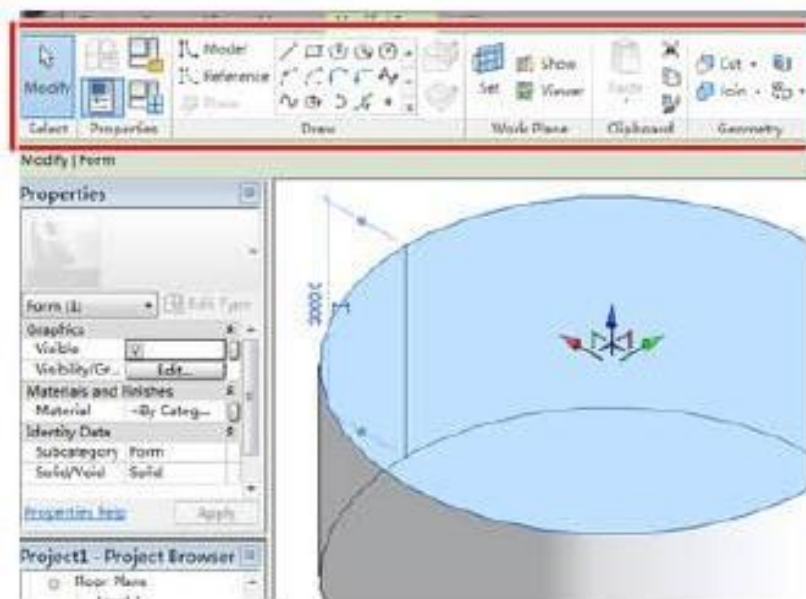 Model
Reference
Plane
Modify
Set
Show
Viewer
Paste
Cut
Join
Select
Properties
Draw
Work Plane
Clipboard
Geometry
Modify | Form
Properties
Form (1)
Edit Type
Graphics
Visible
Visibility/Gr... Edit...
Materials and Finishes
Material <By Categ...
Identity Data
Subcategory Form
Solid/Void Solid
Properties help Apply
Project1 - Project Browser
Floor Plans